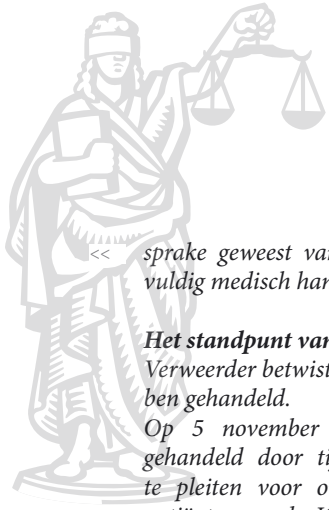 << sprake geweest van
vuldig medisch han
Het standpunt van
Verweerder betwist
ben gehandeld.
Op 5 november
gehandeld door ti
te pleiten voor o